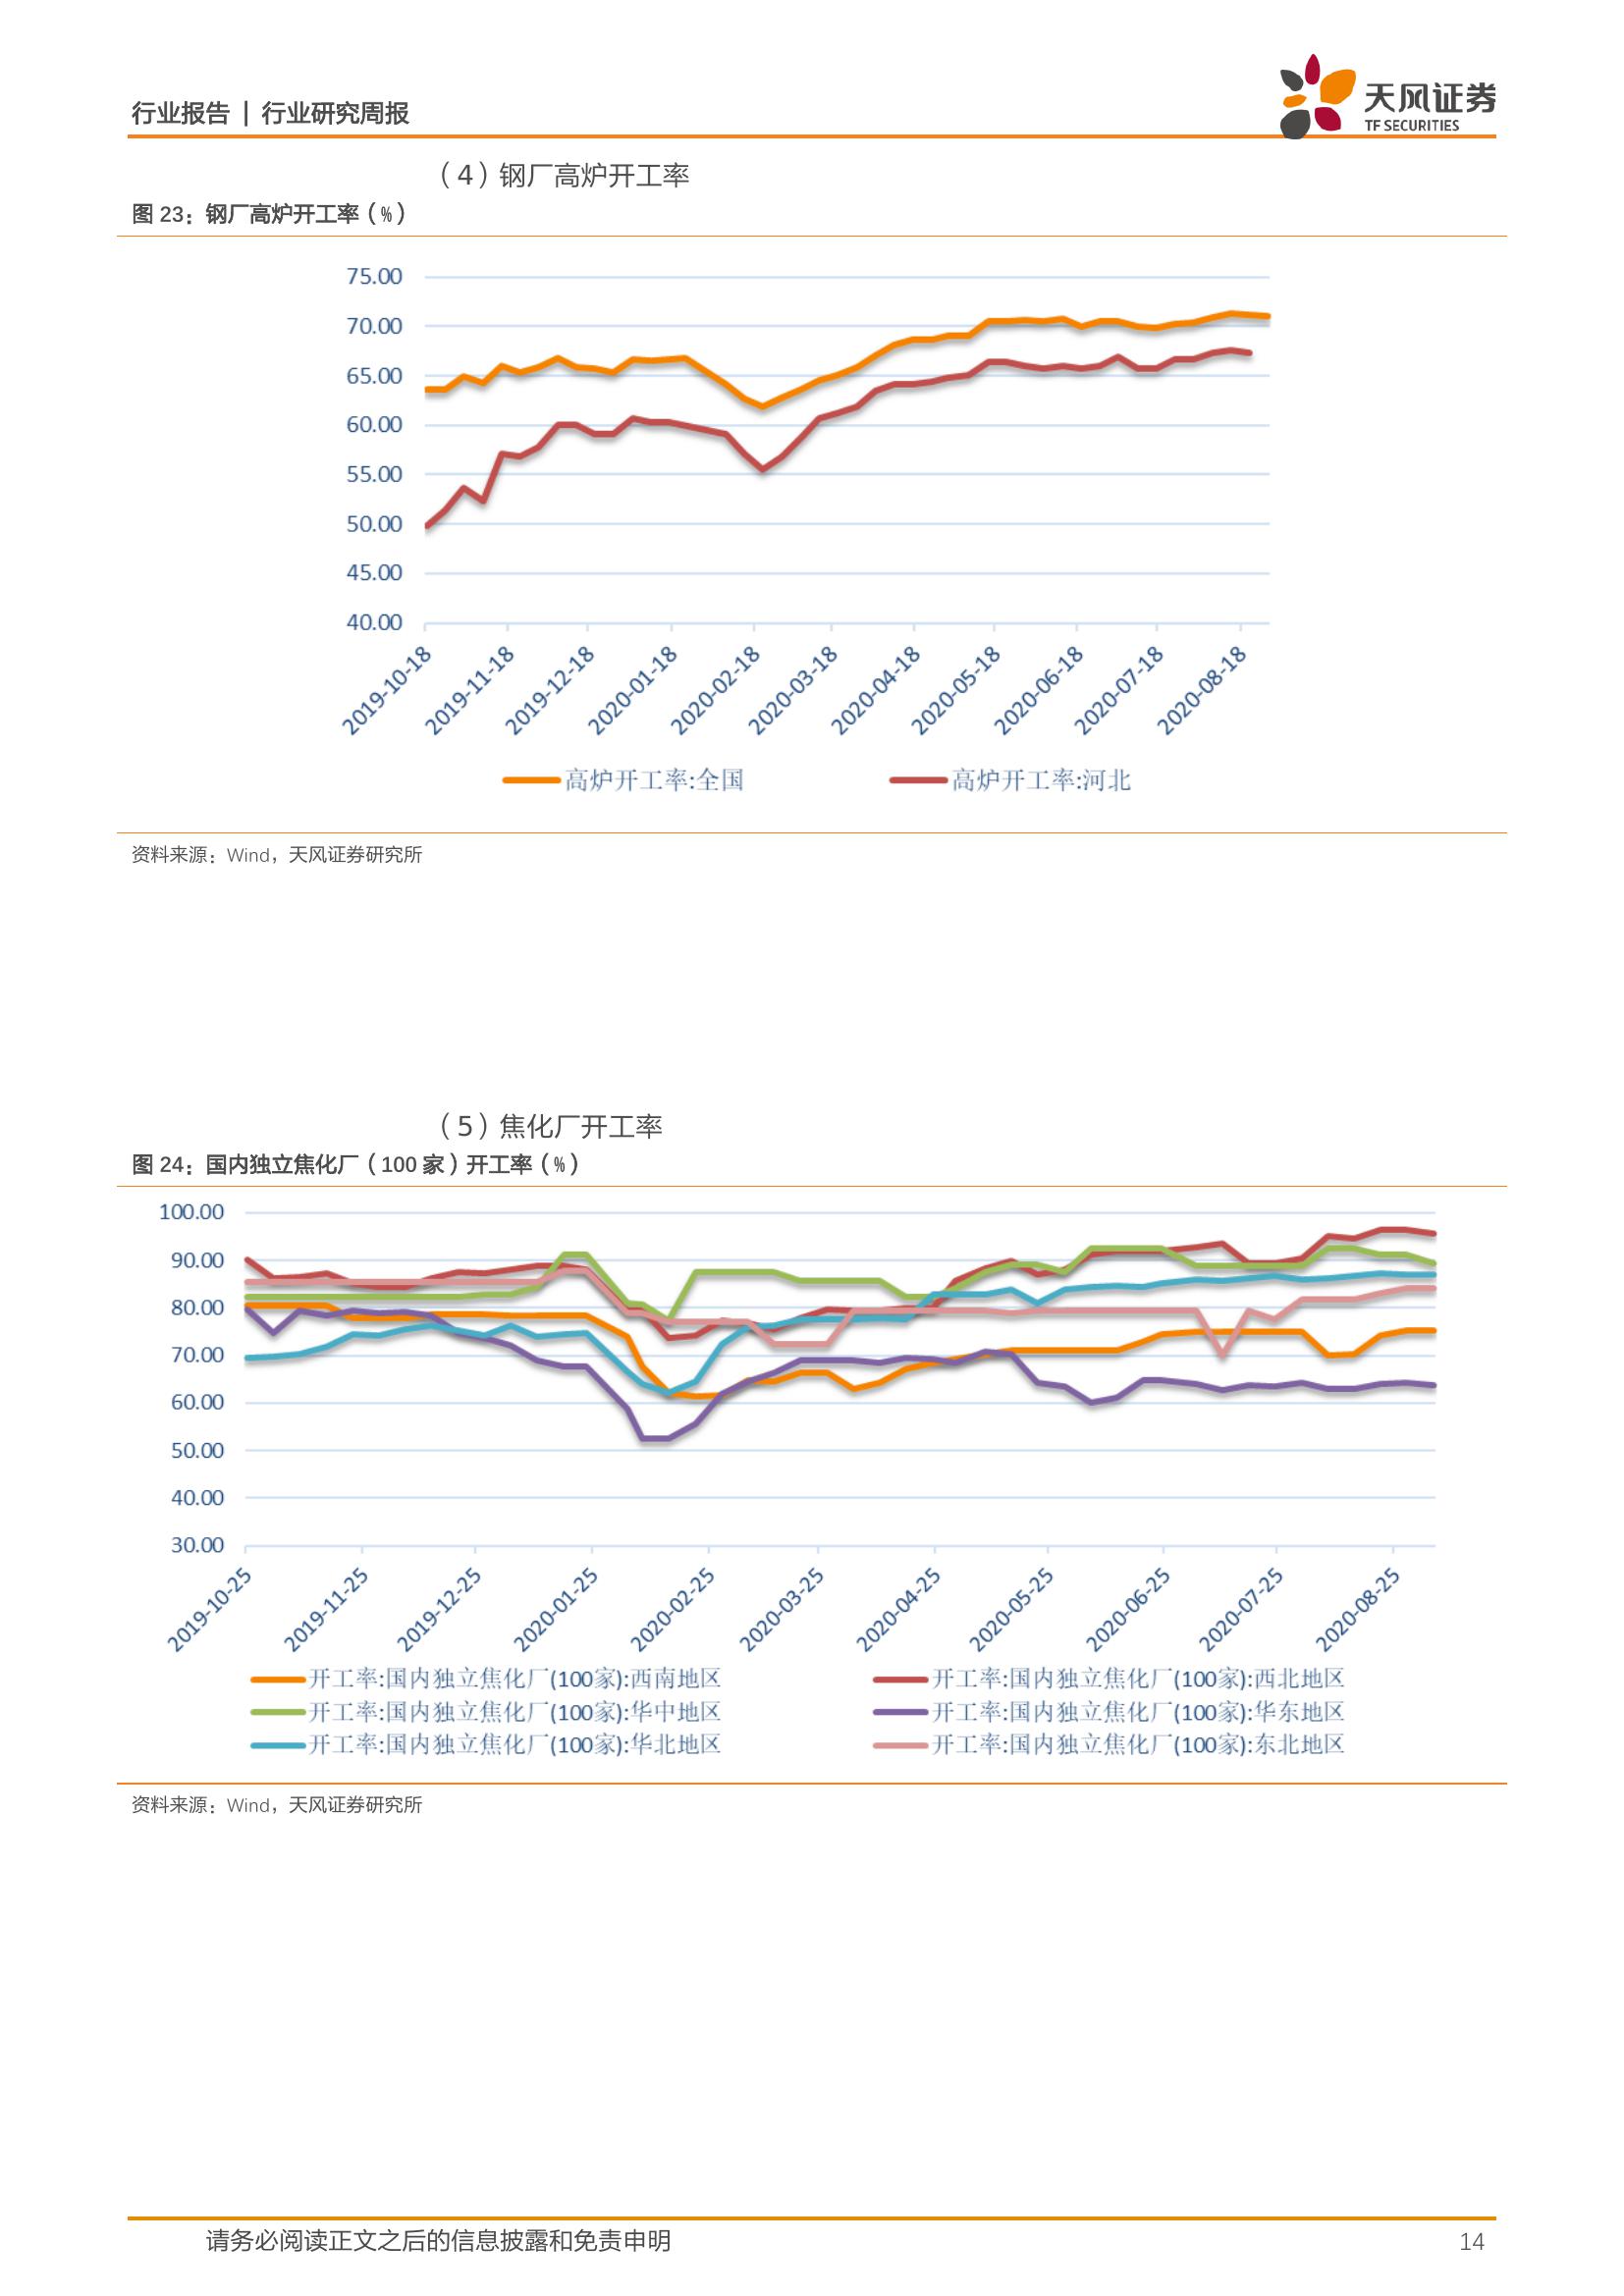 行业报告 | 行业研究周报
天风证券
TF SECURITIES
（4）钢厂高炉开工率
图 23：钢厂高炉开工率（%）
75.00
70.00
65.00
60.00
55.00
50.00
45.00
40.00
2019-10-18 2019-11-18 2019-12-18 2020-01-18 2020-02-18 2020-03-18 2020-04-18 2020-05-18 2020-06-18 2020-07-18 2020-08-18
高炉开工率:全国 高炉开工率:河北
资料来源：Wind，天风证券研究所
（5）焦化厂开工率
图 24：国内独立焦化厂（100 家）开工率（%）
100.00
90.00
80.00
70.00
60.00
50.00
40.00
30.00
2019-10-25 2019-11-25 2019-12-25 2020-01-25 2020-02-25 2020-03-25 2020-04-25 2020-05-25 2020-06-25 2020-07-25 2020-08-25
开工率:国内独立焦化厂(100家):西南地区 开工率:国内独立焦化厂(100家):西北地区
开工率:国内独立焦化厂(100家):华中地区 开工率:国内独立焦化厂(100家):华东地区
开工率:国内独立焦化厂(100家):华北地区 开工率:国内独立焦化厂(100家):东北地区
资料来源：Wind，天风证券研究所
请务必阅读正文之后的信息披露和免责申明 14